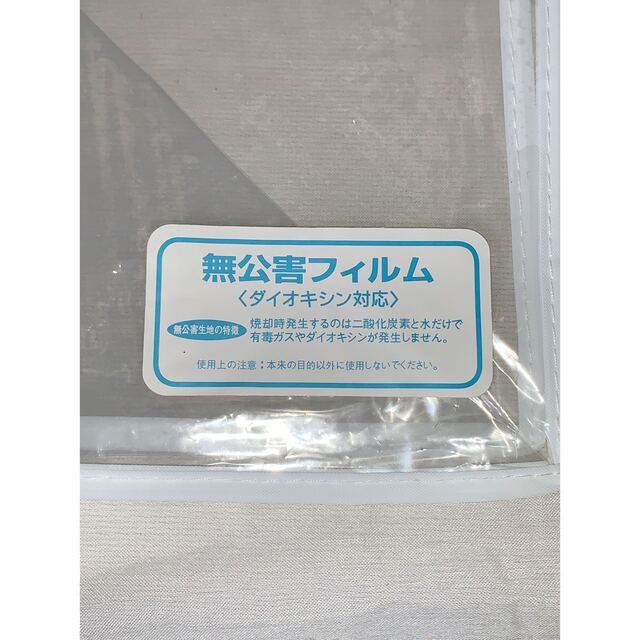 無公害フィルム
〈ダイオキシン対応〉
無公害生地の特徴
焼却時発生するのは二酸化炭素と水だけで
有毒ガスやダイオキシンが発生しません。
使用上の注意：本来の目的以外に使用しないでください。